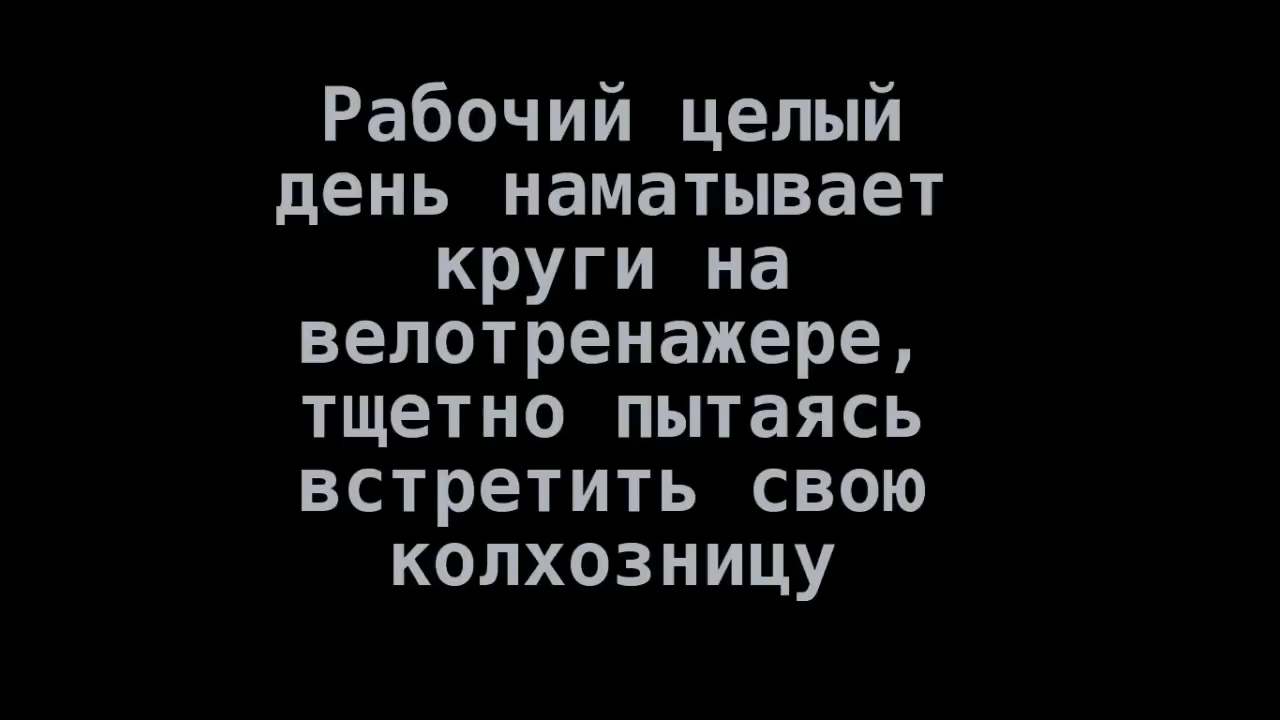 Рабочий целый
день наматывает
круги на
велотренажере,
тщетно пытаясь
встретить свою
колхозницу